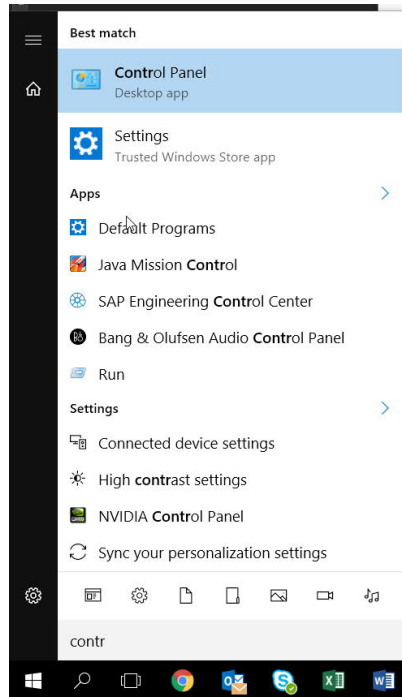 Best match
Control Panel
Desktop app
Settings
Trusted Windows Store app
Apps
Default Programs
Java Mission Control
SAP Engineering Control Center
Bang & Olufsen Audio Control Panel
Run
Settings
Connected device settings
High contrast settings
NVIDIA Control Panel
Sync your personalization settings
contr